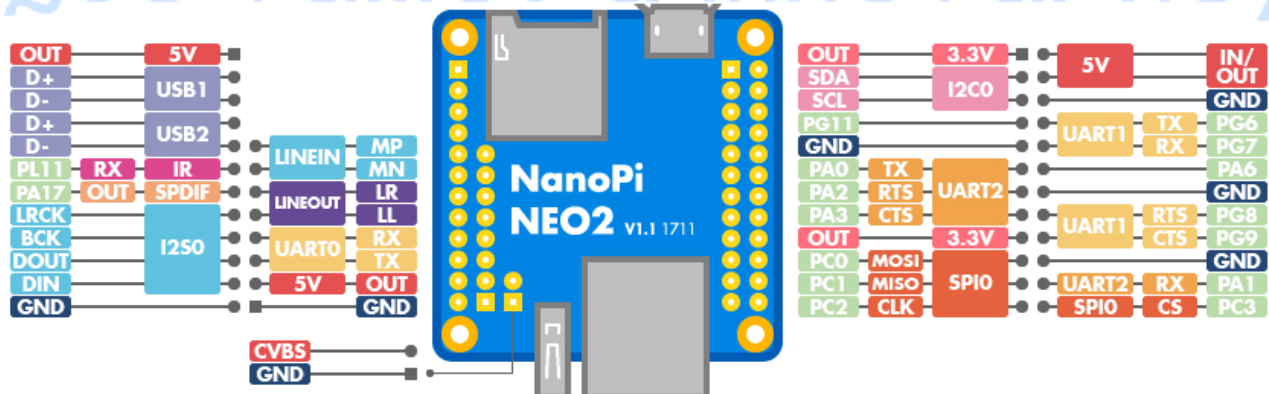 OUT 5V
D+ USB1
D-
D+ USB2
D-
PL11 RX IR
PA17 OUT SPDIF
LRCK I2S0
BCK
DOUT
DIN
GND
LINEIN MP
MN
LINEOUT LR
LL
UART0 RX
TX
5V OUT
GND
CVBS
GND
NanoPi
NEO2 V1.1 1711
OUT 3.3V
SDA I2C0
SCL
PG11
GND
PA0 TX UART2
PA2 RTS
PA3 CTS
OUT 3.3V
PC0 MOSI SPI0
PC1 MISO
PC2 CLK
5V IN/
OUT
GND
UART1 TX PG6
RX PG7
PA6
GND
UART1 RTS PG8
CTS PG9
GND
UART2 RX PA1
SPI0 CS PC3